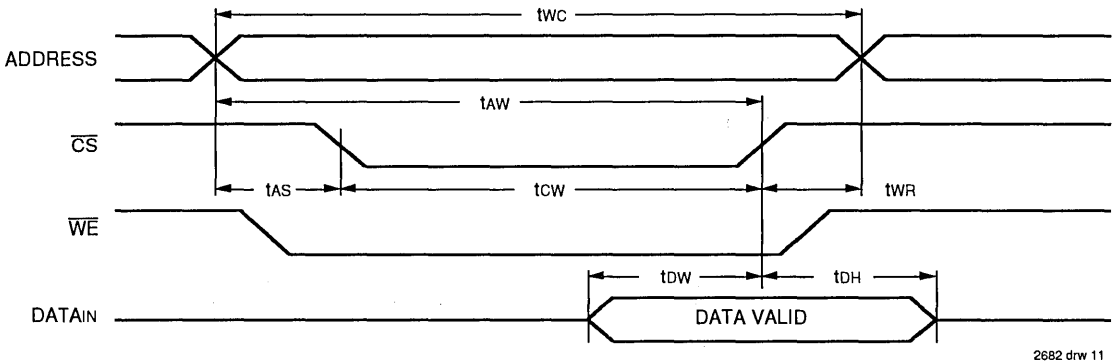 tWC
ADDRESS
tAW
CS
tAS tCW tWR
WE
tDW tDH
DATAIN DATA VALID
2682 drw 11